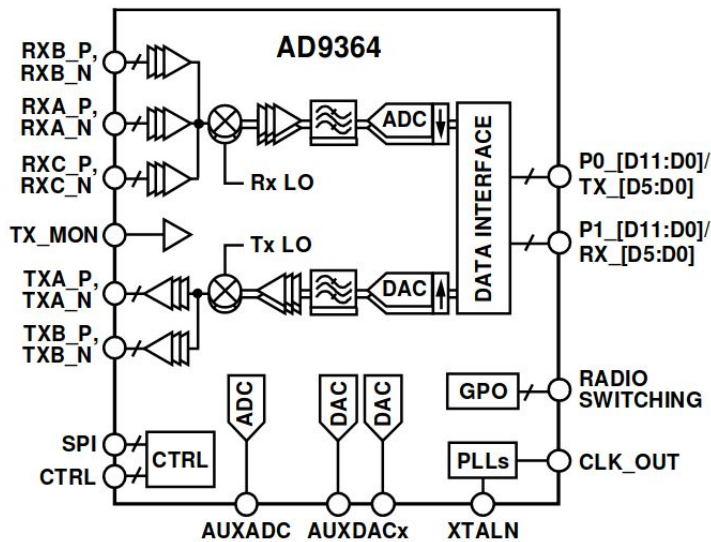 AD9364
RXB_P,
RXB_N
RXA_P,
RXA_N
ADC
RXC_P,
RXC_N
Rx LO
DATA INTERFACE
P0_[D11:D0]/
TX_[D5:D0]
TX_MON
Tx LO
P1_[D11:D0]/
RX_[D5:D0]
TXA_P,
TXA_N
DAC
TXB_P,
TXB_N
ADC
DAC
DAC
GPO
RADIO
SWITCHING
SPI
CTRL
CTRL
PLLs
CLK_OUT
AUXADC
AUXDACx
XTALN